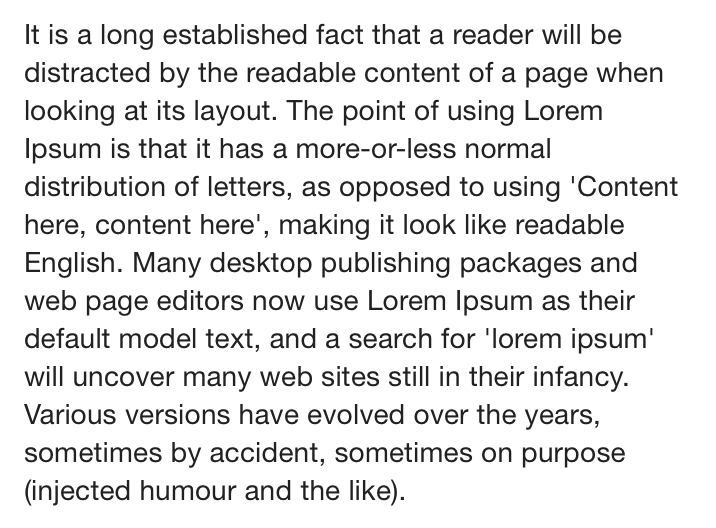 It is a long established fact that a reader will be
distracted by the readable content of a page when
looking at its layout. The point of using Lorem
Ipsum is that it has a more-or-less normal
distribution of letters, as opposed to using 'Content
here, content here', making it look like readable
English. Many desktop publishing packages and
web page editors now use Lorem Ipsum as their
default model text, and a search for 'lorem ipsum'
will uncover many web sites still in their infancy.
Various versions have evolved over the years,
sometimes by accident, sometimes on purpose
(injected humour and the like).